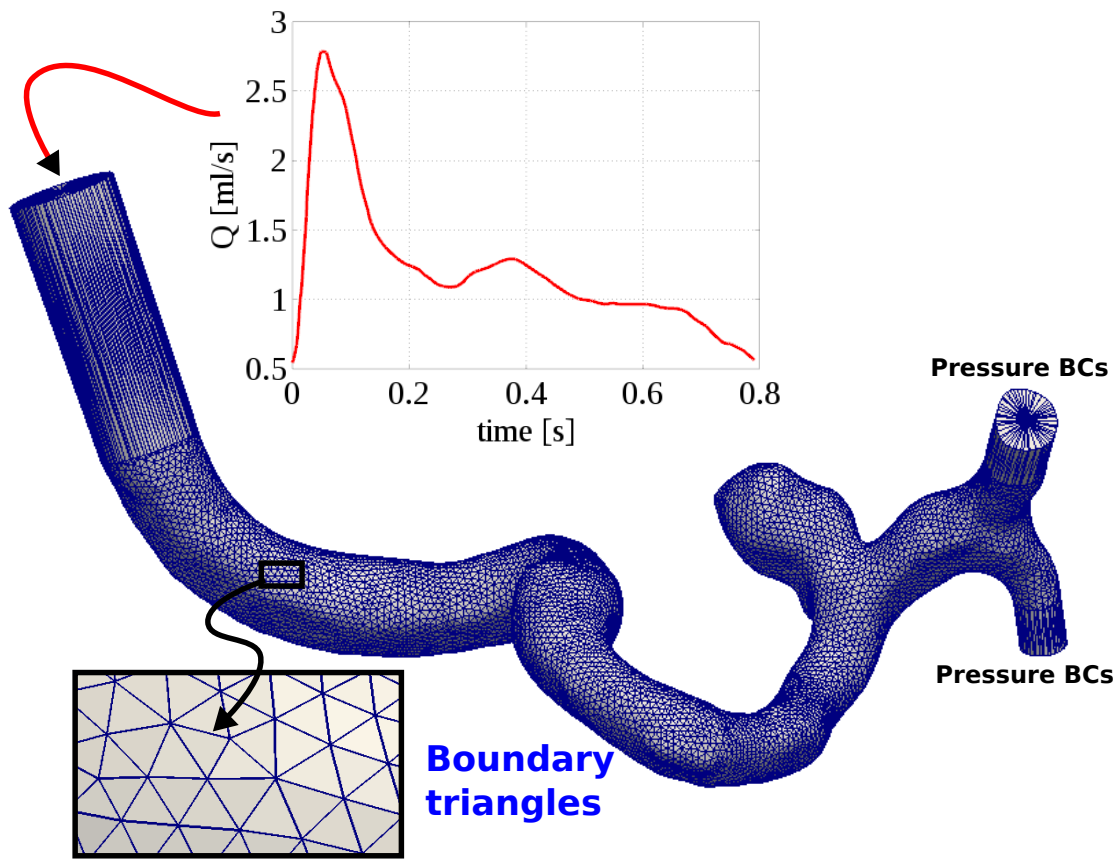 3
2.5
2
1.5
1
0.5
Q [ml/s]
0
0.2
0.4
0.6
0.8
time [s]
Pressure BCs
Pressure BCs
Boundary
triangles